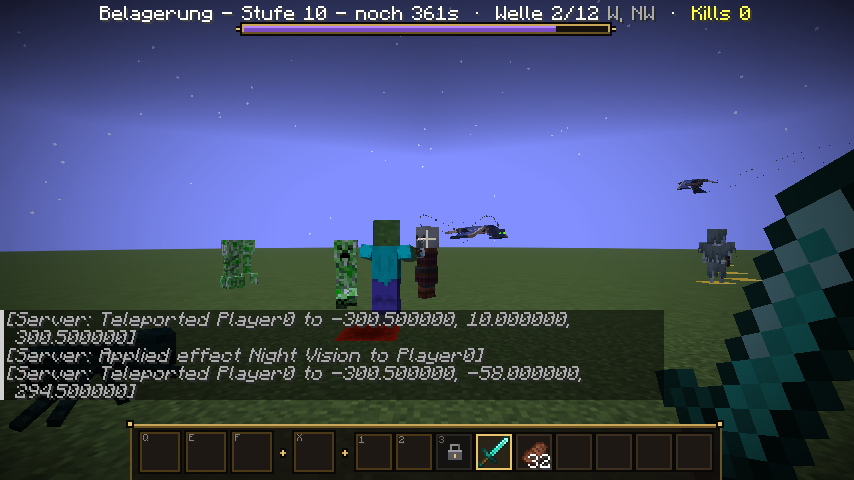 Belagerung – Stufe 10 – noch 361s · Welle 2/12 W, NW · Kills 0
[Server: Teleported Player0 to -300.500000, 10.000000,
300.500000]
[Server: Applied effect Night Vision to Player0]
[Server: Teleported Player0 to -300.500000, -59.000000,
294.500000]
Q E F X 1 2 3
32